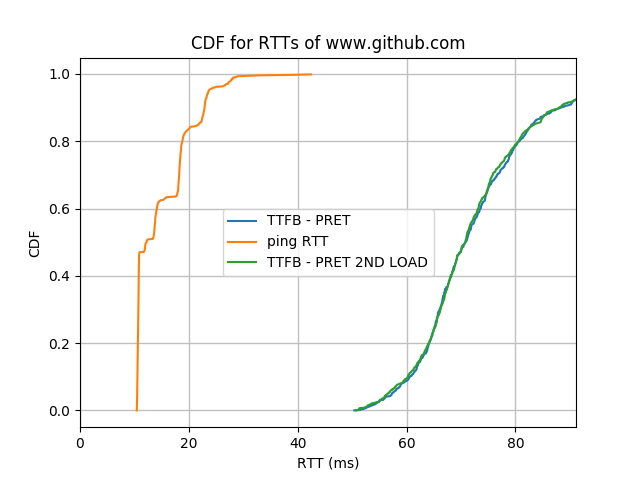 CDF for RTTs of www.github.com
1.0
0.8
0.6
0.4
0.2
0.0
CDF
TTFB - PRET
ping RTT
TTFB - PRET 2ND LOAD
0
20
40
60
80
RTT (ms)